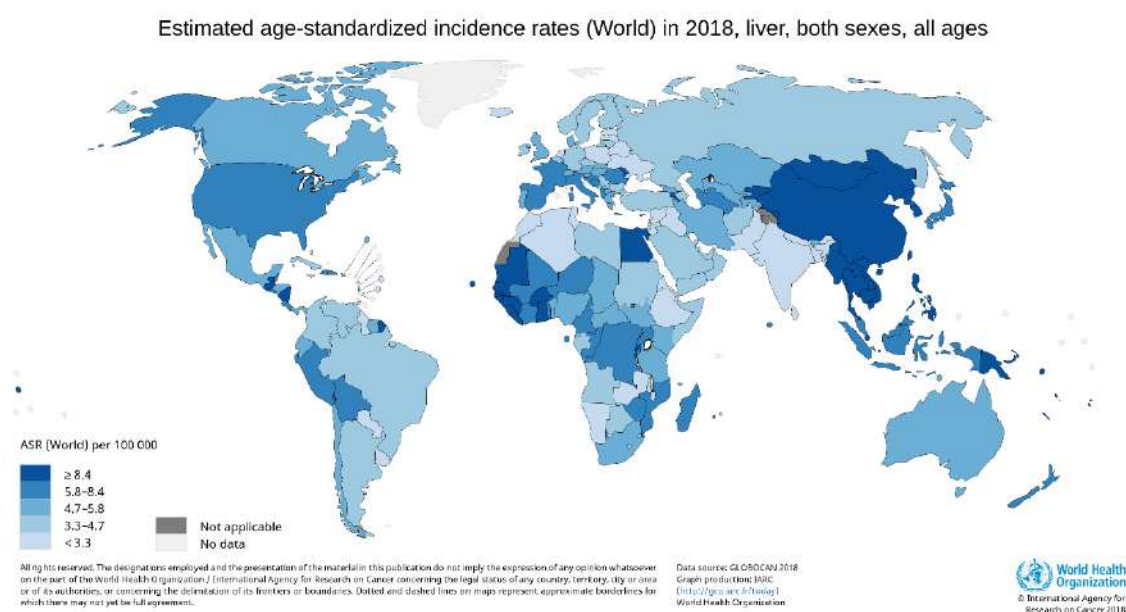 Estimated age-standardized incidence rates (World) in 2018, liver, both sexes, all ages
ASR (World) per 100 000
≥ 8.4
5.8–8.4
4.7–5.8
3.3–4.7
< 3.3
Not applicable
No data
All rights reserved. The designations employed and the presentation of the material in this publication do not imply the expression of any opinion whatsoever
on the part of the World Health Organization / International Agency for Research on Cancer concerning the legal status of any country, territory, city or area
or of its authorities, or concerning the delimitation of its frontiers or boundaries. Dotted and dashed lines on maps represent approximate borderlines for
which there may not yet be full agreement.
Data source: GLOBOCAN 2018
Graph production: IARC
(http://gco.iarc.fr/today)
World Health Organization
World Health
Organization
© International Agency for
Research on Cancer 2018